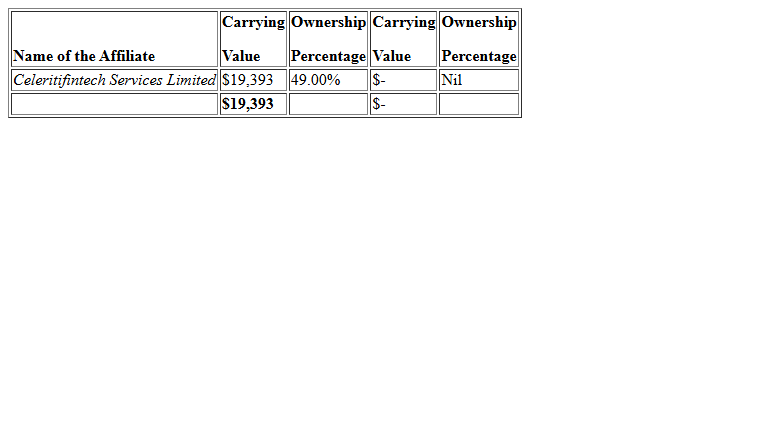 Name of the Affiliate Carrying Value Ownership Percentage Carrying Value Ownership Percentage
Celeritifintech Services Limited $19,393 49.00% $- Nil
$19,393 $-